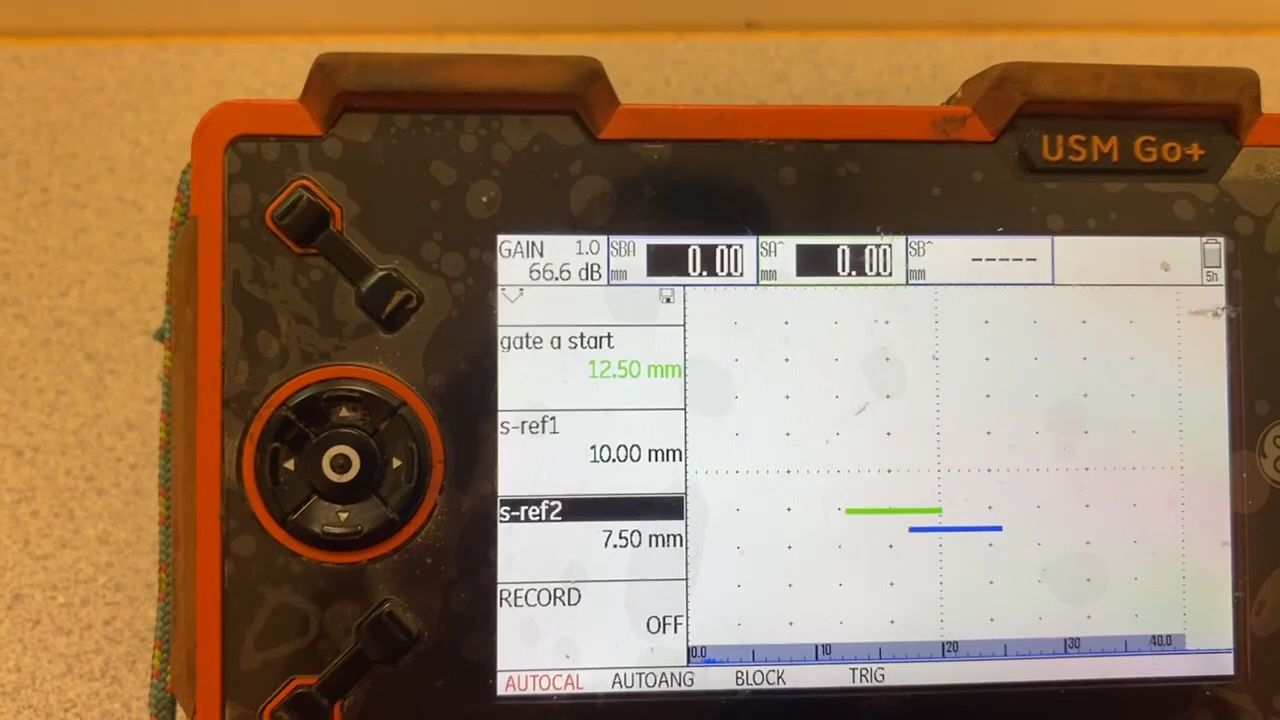 USM Go+
GAIN 1.0 SBA 0.00 SA^ 0.00 SB^ -----
66.6 dB mm mm mm 5h
gate a start
12.50 mm
s-ref1
10.00 mm
s-ref2
7.50 mm
RECORD
OFF
0.0 10 20 30 40.0
AUTOCAL AUTOANG BLOCK TRIG